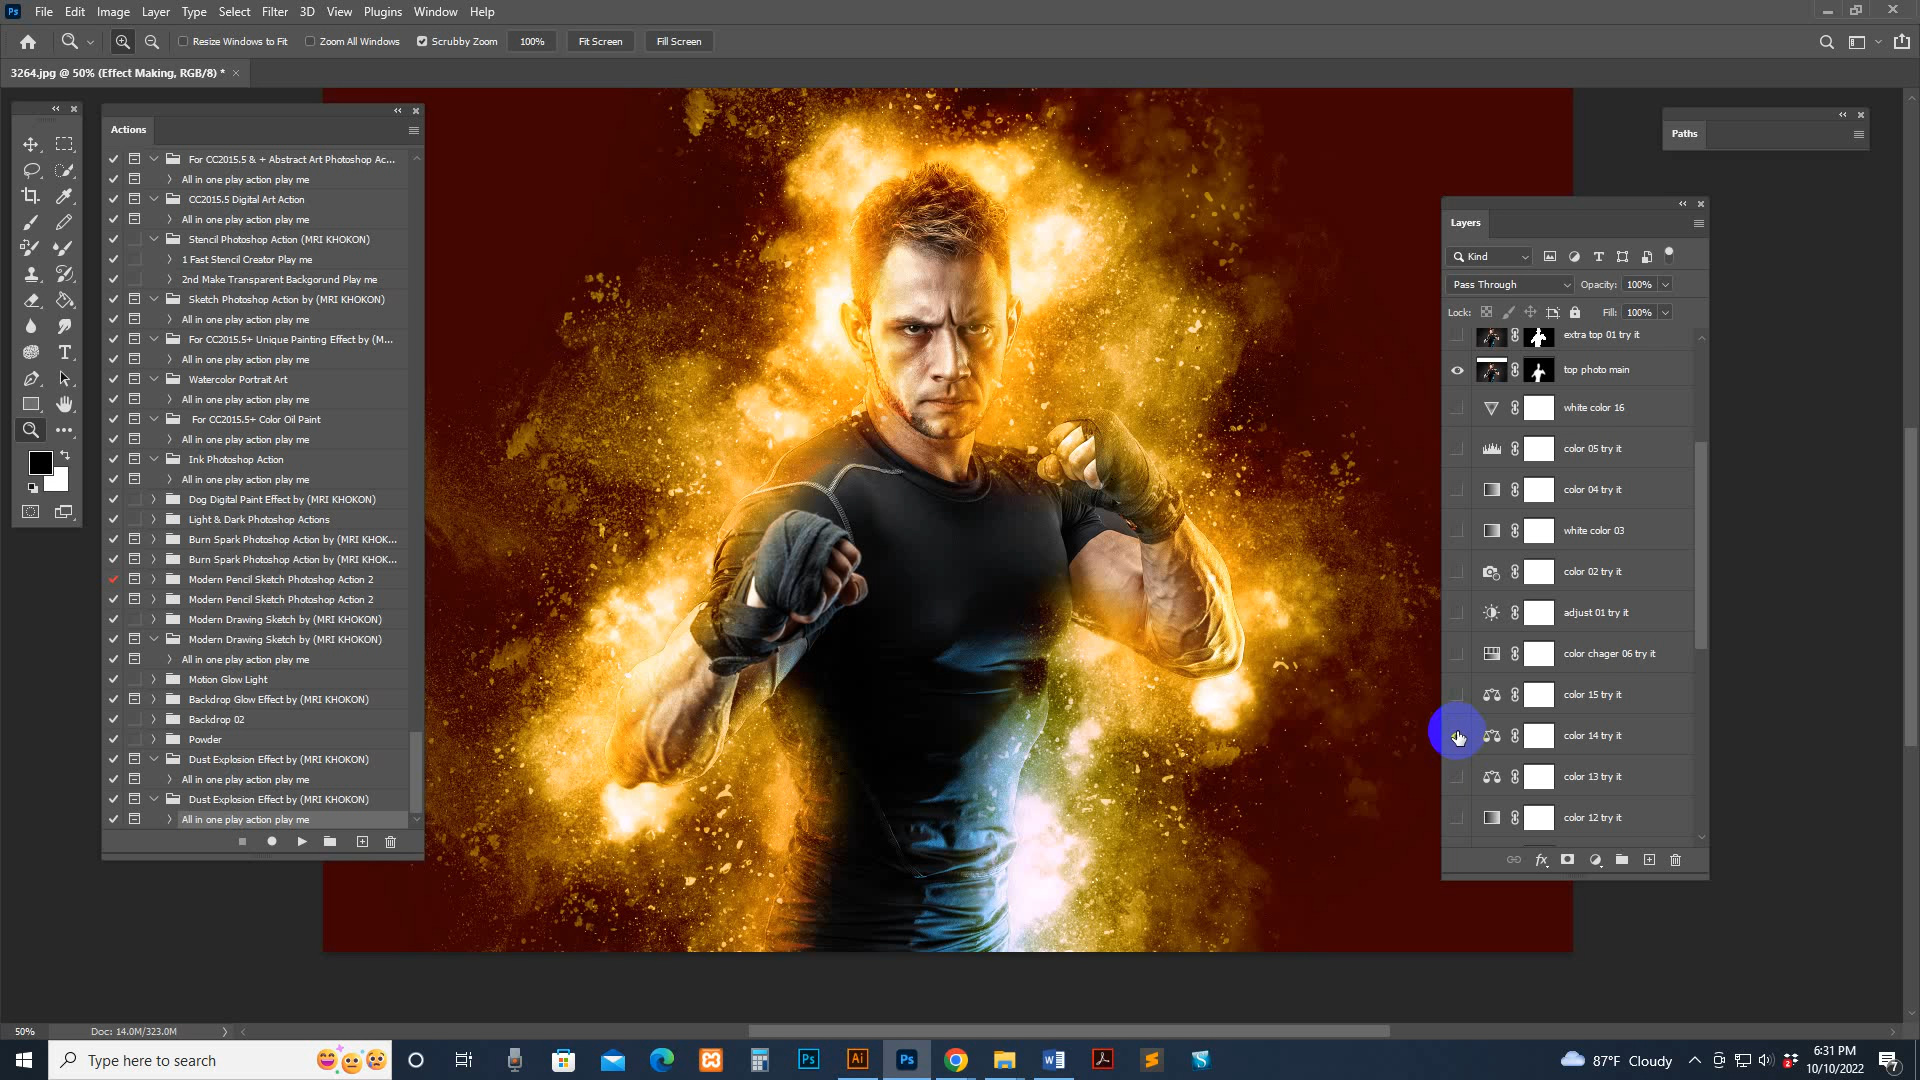 Ps File Edit Image Layer Type Select Filter 3D View Plugins Window Help
Resize Windows to Fit Zoom All Windows Scrubby Zoom 100% Fit Screen Fill Screen
3264.jpg @ 50% (Effect Making, RGB/8) * ×
Actions
For CC2015.5 & + Abstract Art Photoshop Ac...
All in one play action play me
CC2015.5 Digital Art Action
All in one play action play me
Stencil Photoshop Action (MRI KHOKON)
1 Fast Stencil Creator Play me
2nd Make Transparent Backgorund Play me
Sketch Photoshop Action by (MRI KHOKON)
All in one play action play me
For CC2015.5+ Unique Painting Effect by (M...
All in one play action play me
Watercolor Portrait Art
All in one play action play me
For CC2015.5+ Color Oil Paint
All in one play action play me
Ink Photoshop Action
All in one play action play me
Dog Digital Paint Effect by (MRI KHOKON)
Light & Dark Photoshop Actions
Burn Spark Photoshop Action by (MRI KHOK...
Burn Spark Photoshop Action by (MRI KHOK...
Modern Pencil Sketch Photoshop Action 2
Modern Pencil Sketch Photoshop Action 2
Modern Drawing Sketch by (MRI KHOKON)
Modern Drawing Sketch by (MRI KHOKON)
All in one play action play me
Motion Glow Light
Backdrop Glow Effect by (MRI KHOKON)
Backdrop 02
Powder
Dust Explosion Effect by (MRI KHOKON)
All in one play action play me
Dust Explosion Effect by (MRI KHOKON)
All in one play action play me
Paths
Layers
Kind
Pass Through Opacity: 100%
Lock: Fill: 100%
extra top 01 try it
top photo main
white color 16
color 05 try it
color 04 try it
white color 03
color 02 try it
adjust 01 try it
color chager 06 try it
color 15 try it
color 14 try it
color 13 try it
color 12 try it
50% Doc: 14.0M/323.0M
Type here to search
Ps Ai Ps
87°F Cloudy
2
6:31 PM
10/10/2022
7